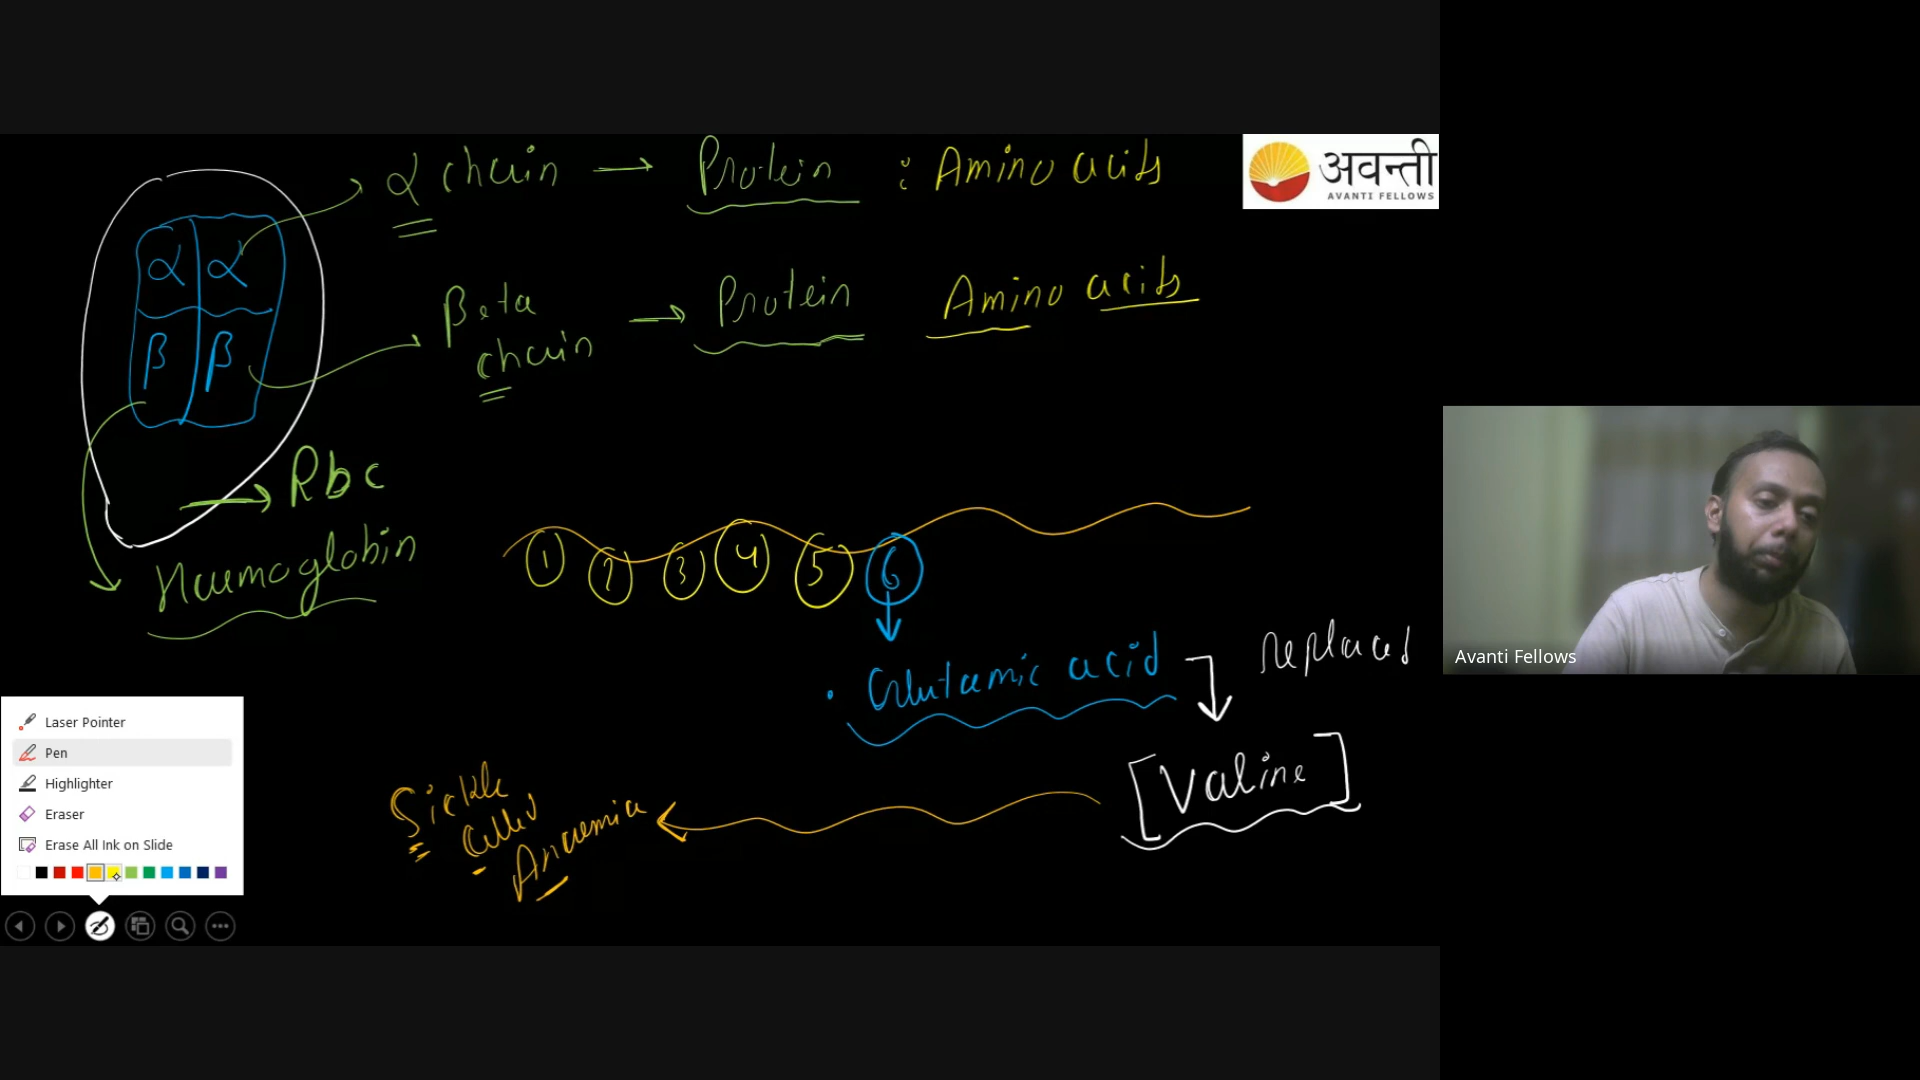 α chain → Protein : Amino acids
अवन्ती
AVANTI FELLOWS
α α
β β
Beta
chain → Protein Amino acids
→ Rbc
Haemoglobin
1 2 3 4 5 6
Glutamic acid replaced
[Valine]
Sickle
Celled
Anaemia
Avanti Fellows
Laser Pointer
Pen
Highlighter
Eraser
Erase All Ink on Slide